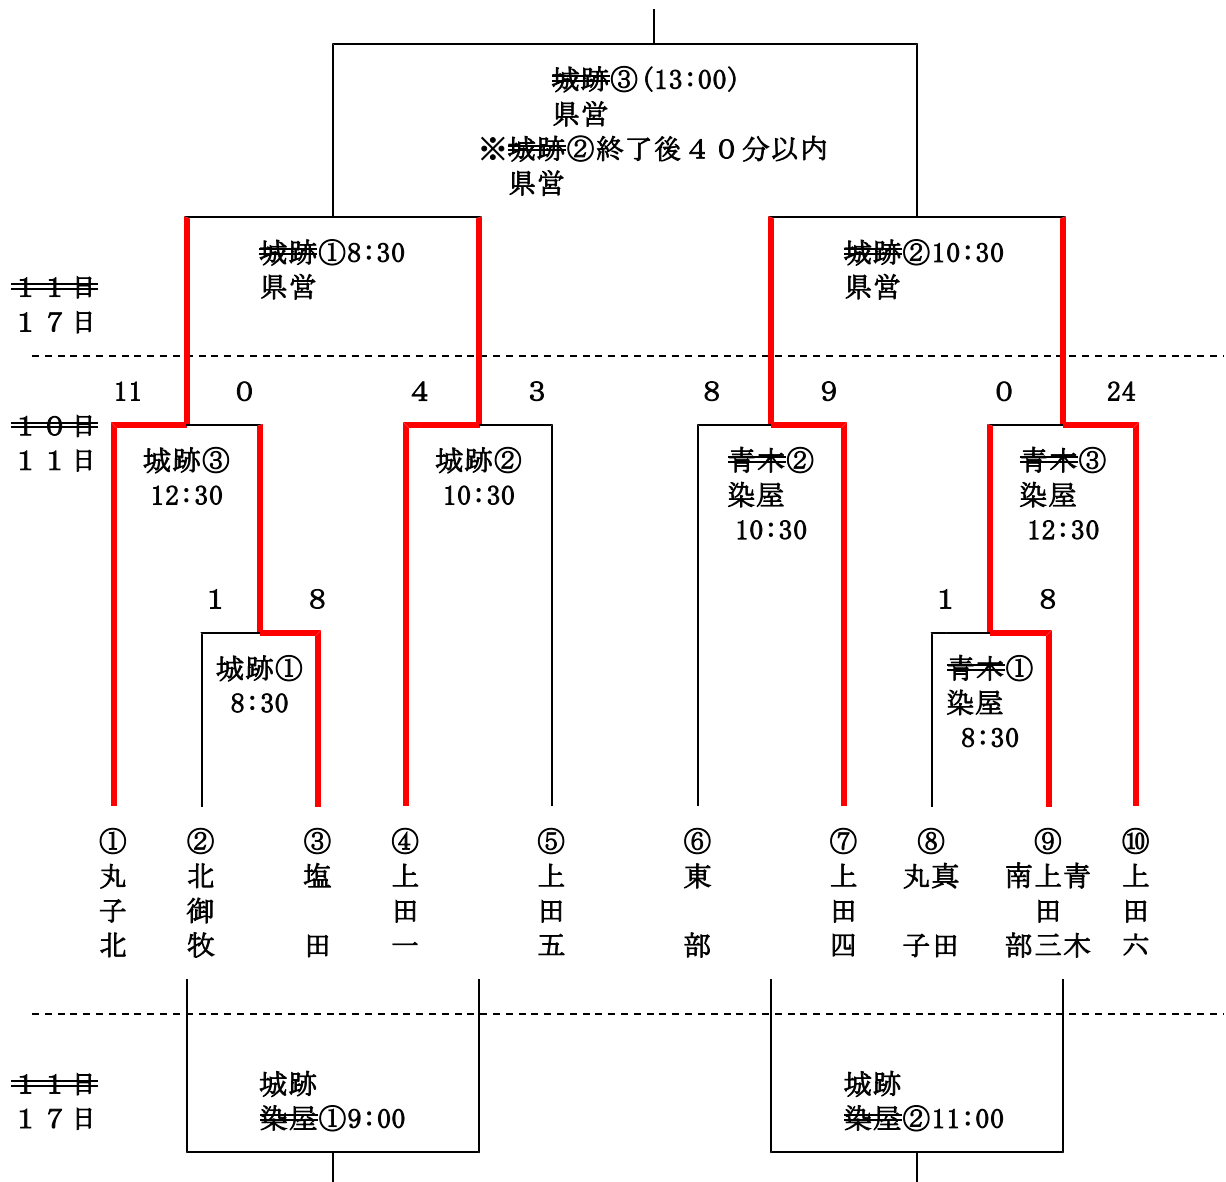 城跡③(13:00)
県営
※城跡②終了後４０分以内
県営
城跡①8:30
県営
城跡②10:30
県営
１１日
１７日
11 0 4 3 8 9 0 24
１０日
１１日
城跡③
12:30
城跡②
10:30
青木②
染屋
10:30
青木③
染屋
12:30
1 8
城跡①
8:30
1 8
青木①
染屋
8:30
①丸子北
②北御牧
③塩田
④上田一
⑤上田五
⑥東部
⑦上田四
⑧真田
丸子
⑨青木
上田三
南部
⑩上田六
１１日
１７日
城跡
染屋①9:00
城跡
染屋②11:00